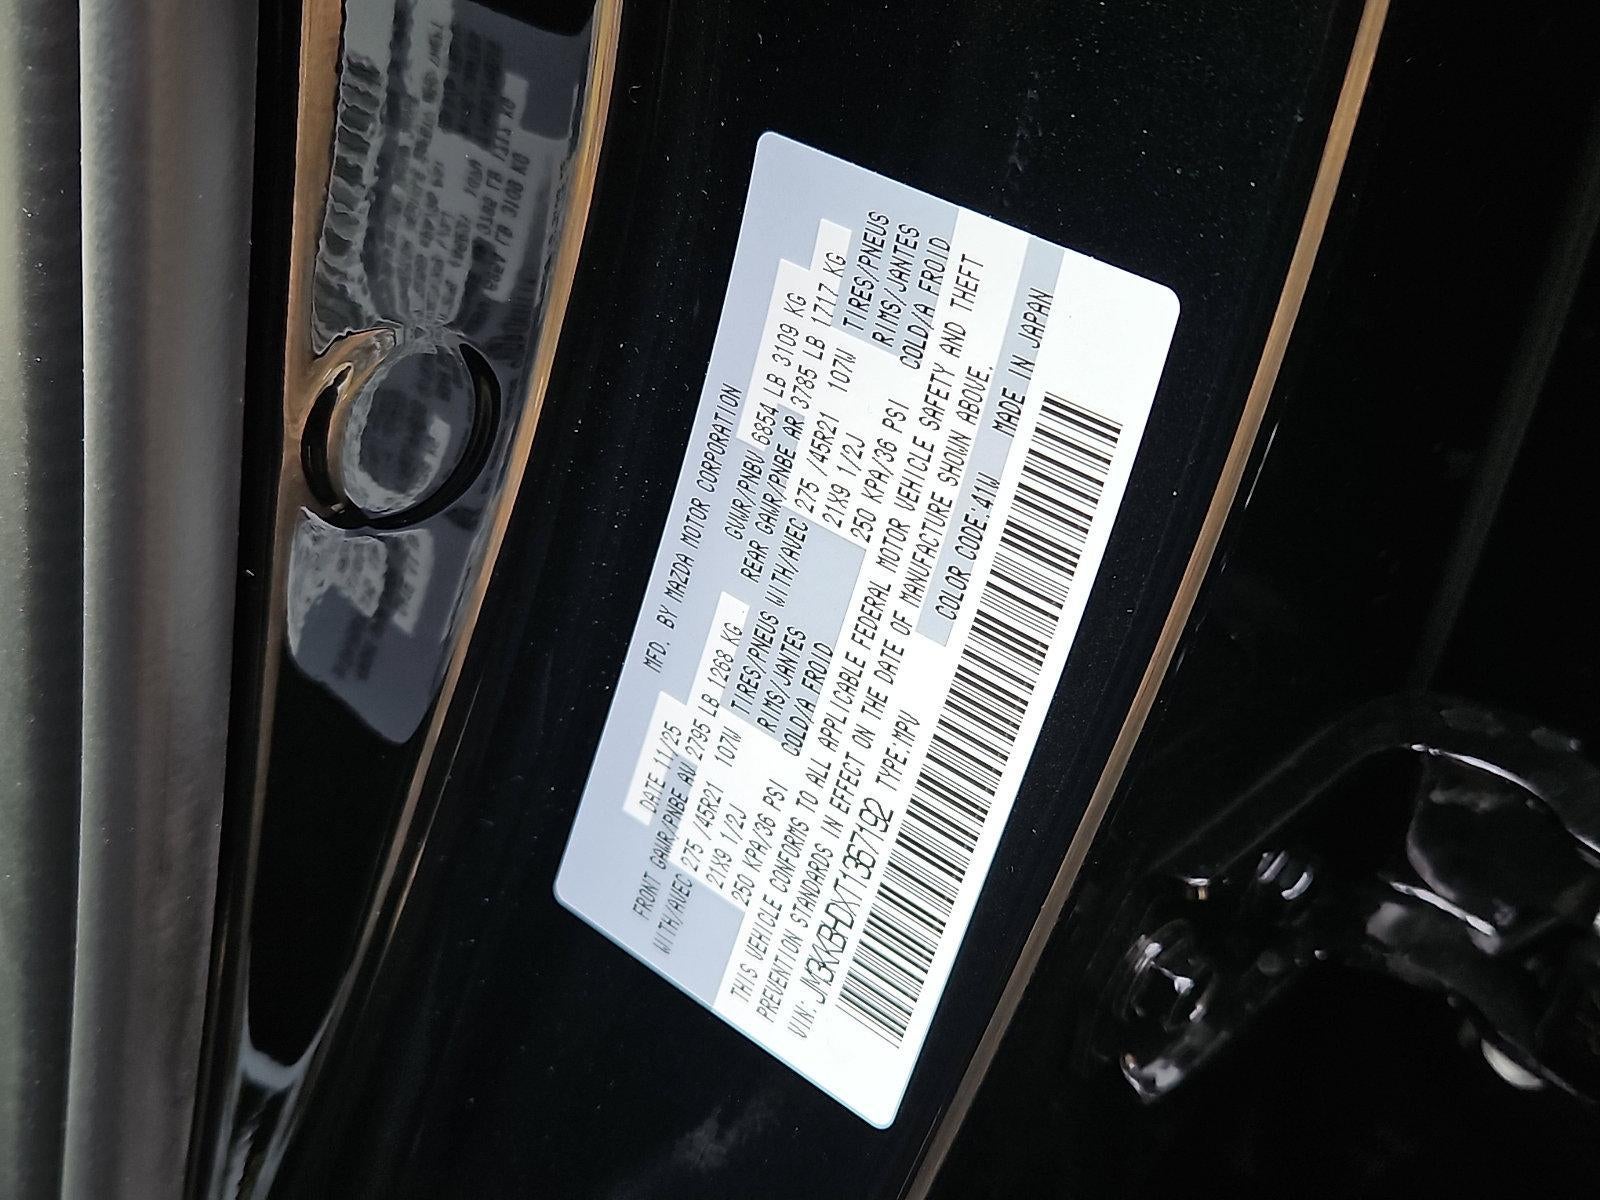 MFD. BY MAZDA MOTOR CORPORATION
DATE 11/25 GVWR/PNBV 6854 LB 3109 KG
FRONT GAWR/PNBE AV 2795 LB 1268 KG REAR GAWR/PNBE AR 3785 LB 1717 KG
WITH/AVEC 275 /45R21 107W TIRES/PNEUS WITH/AVEC 275 /45R21 107W TIRES/PNEUS
21X9 1/2J RIMS/JANTES 21X9 1/2J RIMS/JANTES
250 KPA/36 PSI COLD/A FROID 250 KPA/36 PSI COLD/A FROID
THIS VEHICLE CONFORMS TO ALL APPLICABLE FEDERAL MOTOR VEHICLE SAFETY AND THEFT
PREVENTION STANDARDS IN EFFECT ON THE DATE OF MANUFACTURE SHOWN ABOVE.
VIN: JM3KKBHDXT1367192 TYPE:MPV COLOR CODE:41W MADE IN JAPAN